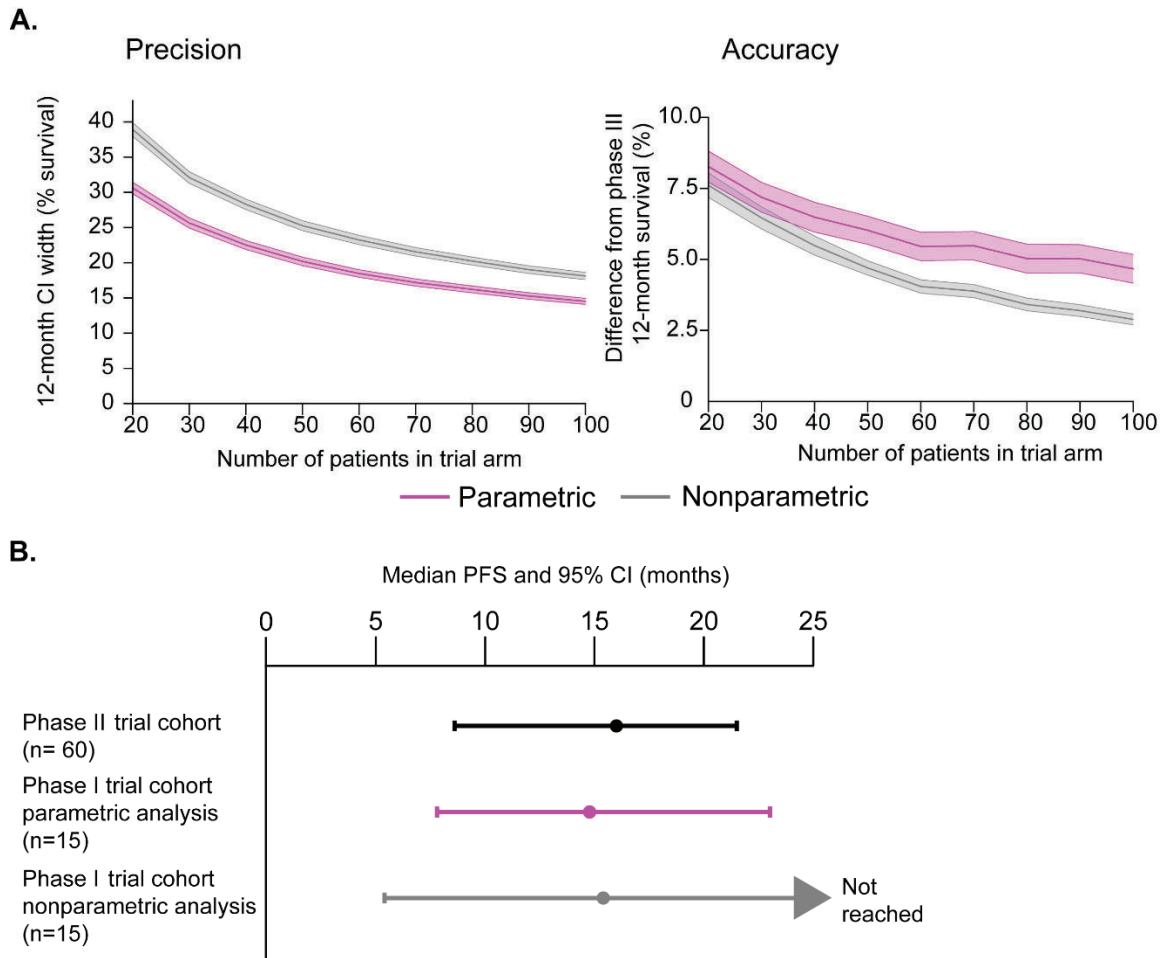 A.
Precision
Accuracy
12-month CI width (% survival)
40
35
30
25
20
15
10
5
0
20 30 40 50 60 70 80 90 100
Number of patients in trial arm
Difference from phase III
12-month survival (%)
10.0
7.5
5.0
2.5
0
20 30 40 50 60 70 80 90 100
Number of patients in trial arm
Parametric
Nonparametric
B.
Median PFS and 95% CI (months)
0 5 10 15 20 25
Phase II trial cohort
(n= 60)
Phase I trial cohort
parametric analysis
(n=15)
Phase I trial cohort
nonparametric analysis
(n=15)
Not
reached